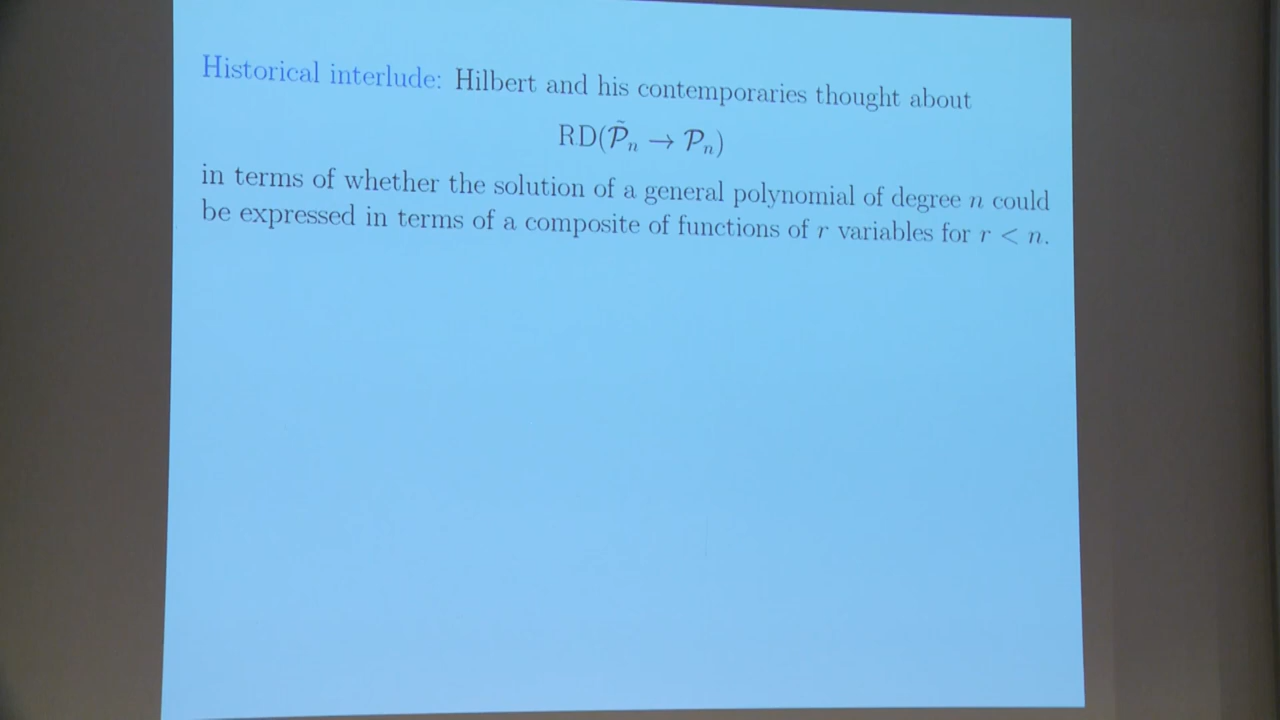 Historical interlude: Hilbert and his contemporaries thought about
RD(𝒫̃ₙ → 𝒫ₙ)
in terms of whether the solution of a general polynomial of degree n could
be expressed in terms of a composite of functions of r variables for r < n.